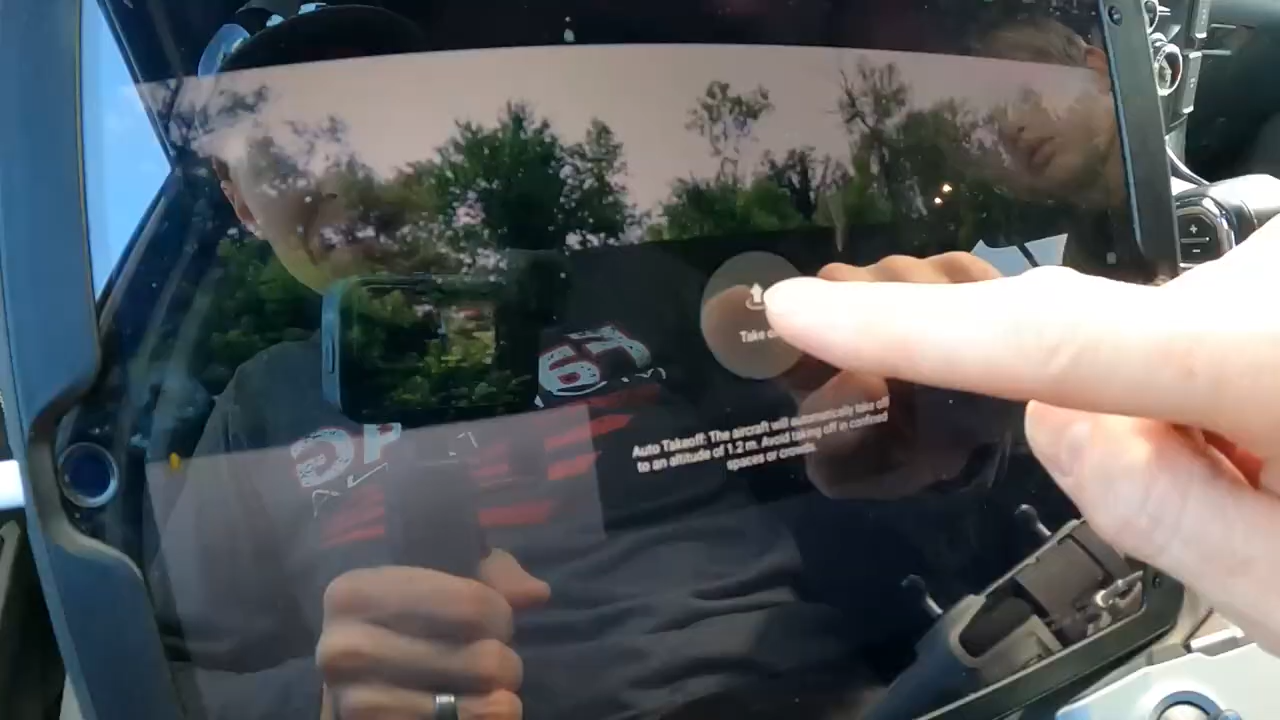 Take
Auto Takeoff: The aircraft will automatically take off
to an altitude of 1.2 m. Avoid taking off in confined
spaces or crowds.